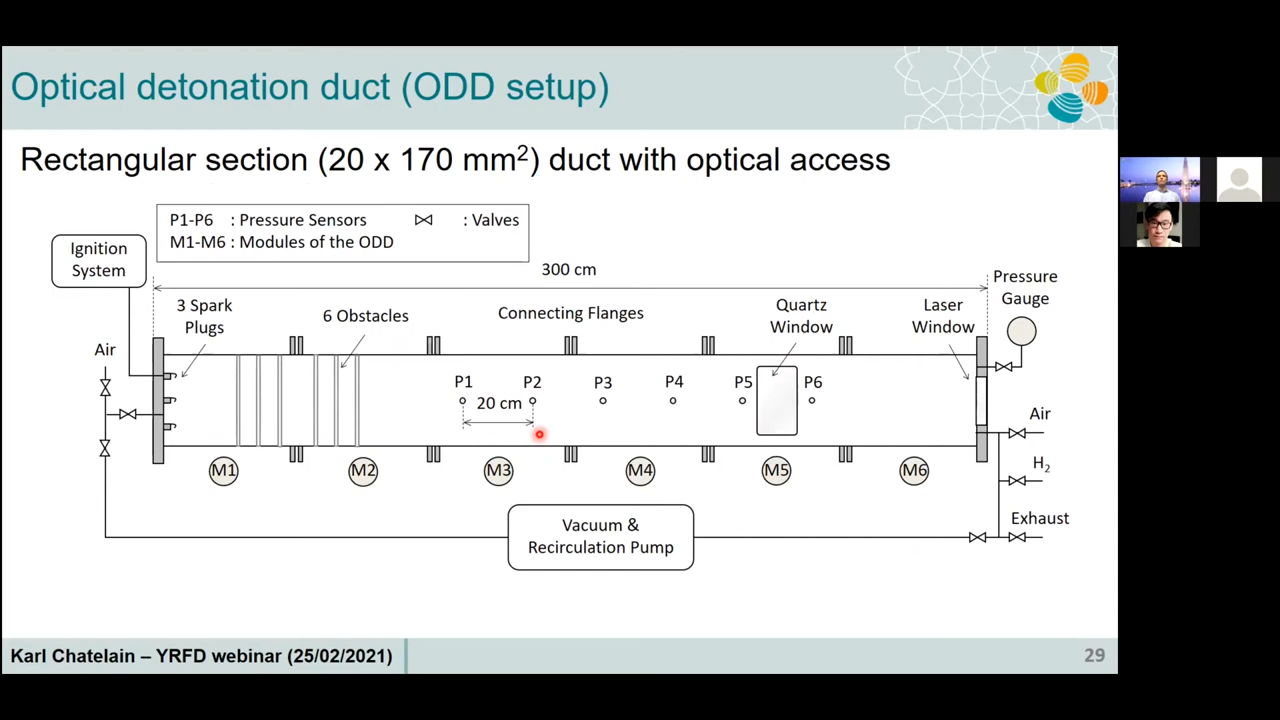 Optical detonation duct (ODD setup)
Rectangular section (20 x 170 mm²) duct with optical access
P1-P6 : Pressure Sensors : Valves
M1-M6 : Modules of the ODD
Ignition
System
300 cm
Pressure
Gauge
3 Spark
Plugs
6 Obstacles
Connecting Flanges
Quartz
Window
Laser
Window
Air
P1
P2
P3
P4
P5
P6
20 cm
Air
M1
M2
M3
M4
M5
M6
H₂
Vacuum &
Recirculation Pump
Exhaust
Karl Chatelain – YRFD webinar (25/02/2021)
29